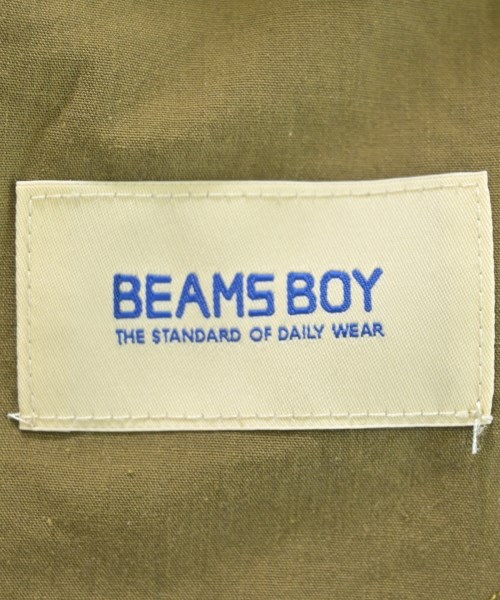 BEAMS BOY
THE STANDARD OF DAILY WEAR